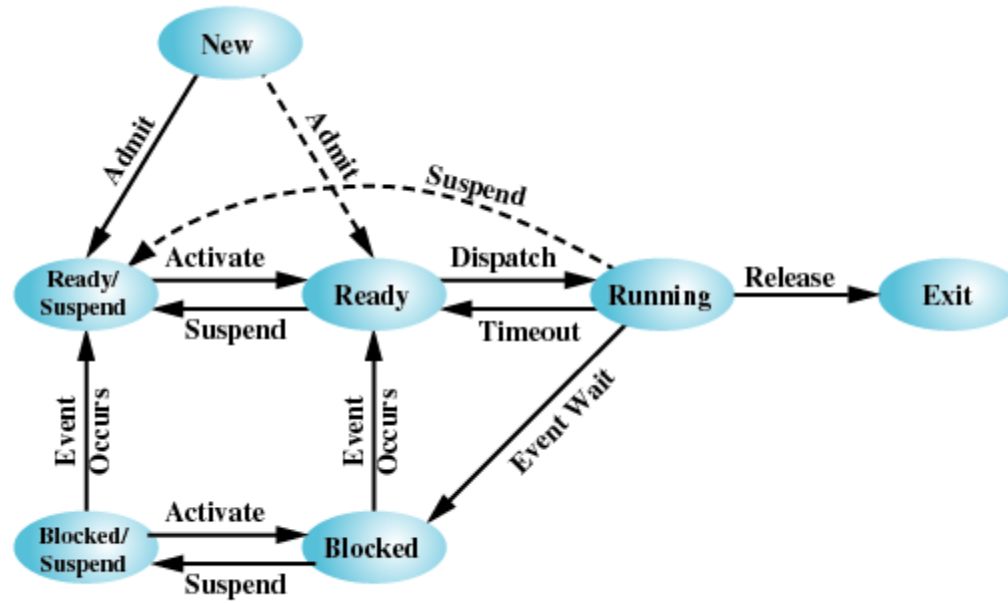 New
Admit
Admit
Suspend
Ready/
Suspend
Activate
Suspend
Ready
Dispatch
Timeout
Running
Release
Exit
Event
Occurs
Event
Occurs
Event Wait
Blocked/
Suspend
Activate
Suspend
Blocked